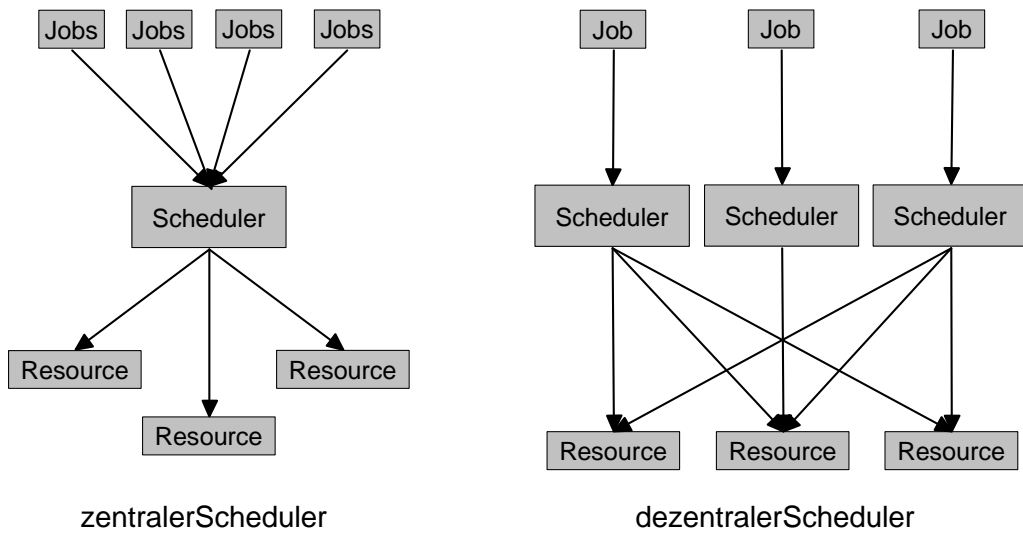 Jobs
Jobs
Jobs
Jobs
Scheduler
Resource
Resource
Resource
zentralerScheduler
Job
Job
Job
Scheduler
Scheduler
Scheduler
Resource
Resource
Resource
dezentralerScheduler